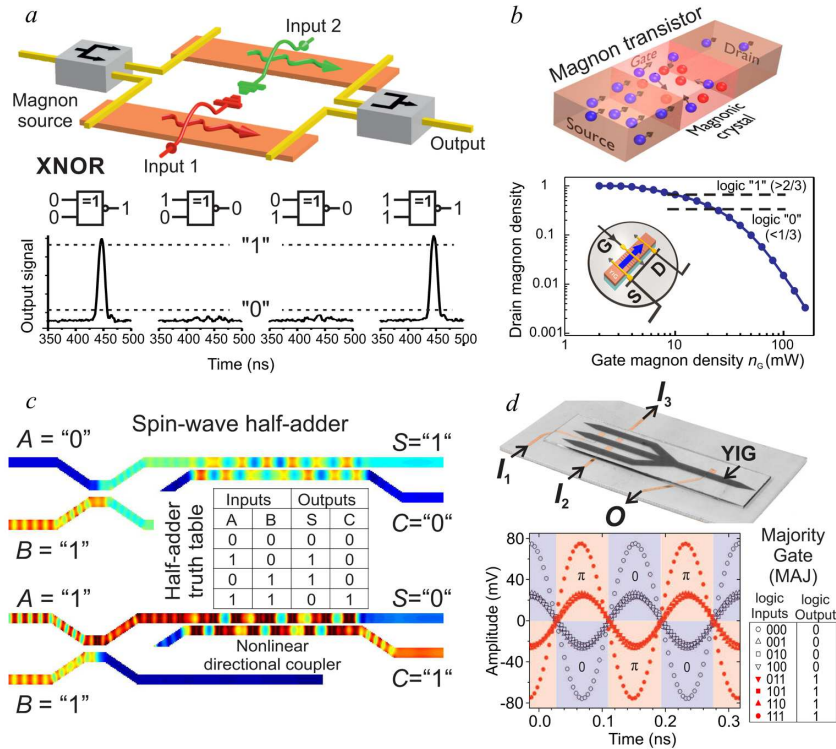 a
Input 2
Magnon source
Input 1
Output
XNOR
0 0 =1 1
1 0 =1 0
0 1 =1 0
1 1 =1 1
Output signal
"1"
"0"
350 400 450 500 350 400 450 500 350 400 450 500 350 400 450 500
Time (ns)
b
Magnon transistor
Source
Gate
Drain
Magnonic crystal
Drain magnon density
1
0.1
0.01
0.001
logic "1" (>2/3)
logic "0" (<1/3)
G
S
D
1 10 100
Gate magnon density nG (mW)
c
Spin-wave half-adder
A = “0”
S=“1”
B = “1”
C=“0”
Half-adder truth table
Inputs Outputs
A B S C
0 0 0 0
1 0 1 0
0 1 1 0
1 1 0 1
A = “1”
S=“0”
Nonlinear directional coupler
B = “1”
C=“1”
d
I3
I1
I2
O
YIG
Amplitude (mV)
80
40
0
-40
-80
π 0 π
0 π 0
0.0 0.1 0.2 0.3
Time (ns)
Majority Gate (MAJ)
logic Inputs logic Output
000 0
001 0
010 0
100 0
011 1
101 1
110 1
111 1